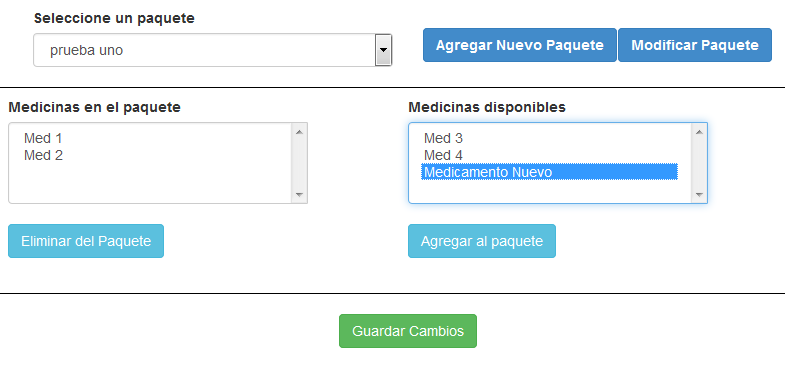 Seleccione un paquete
prueba uno
Agregar Nuevo Paquete
Modificar Paquete
Medicinas en el paquete
Med 1
Med 2
Eliminar del Paquete
Medicinas disponibles
Med 3
Med 4
Medicamento Nuevo
Agregar al paquete
Guardar Cambios